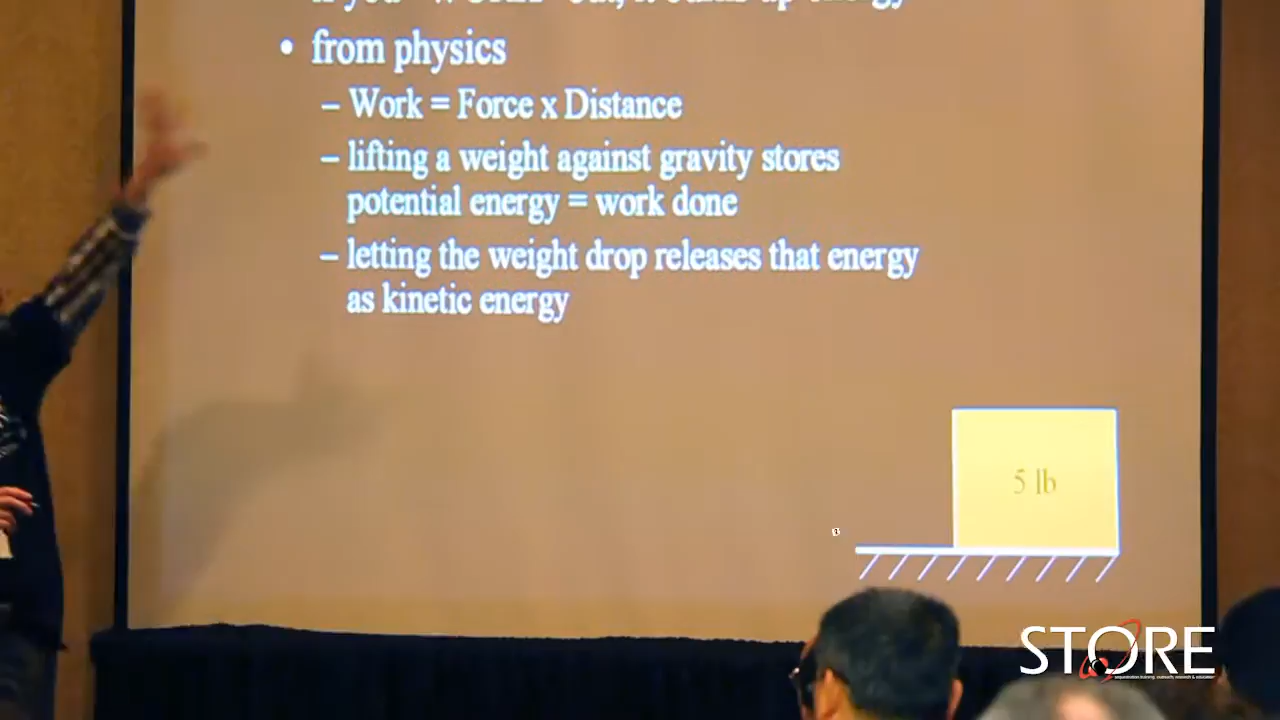 • from physics
– Work = Force x Distance
– lifting a weight against gravity stores
potential energy = work done
– letting the weight drop releases that energy
as kinetic energy
5 lb
STORE